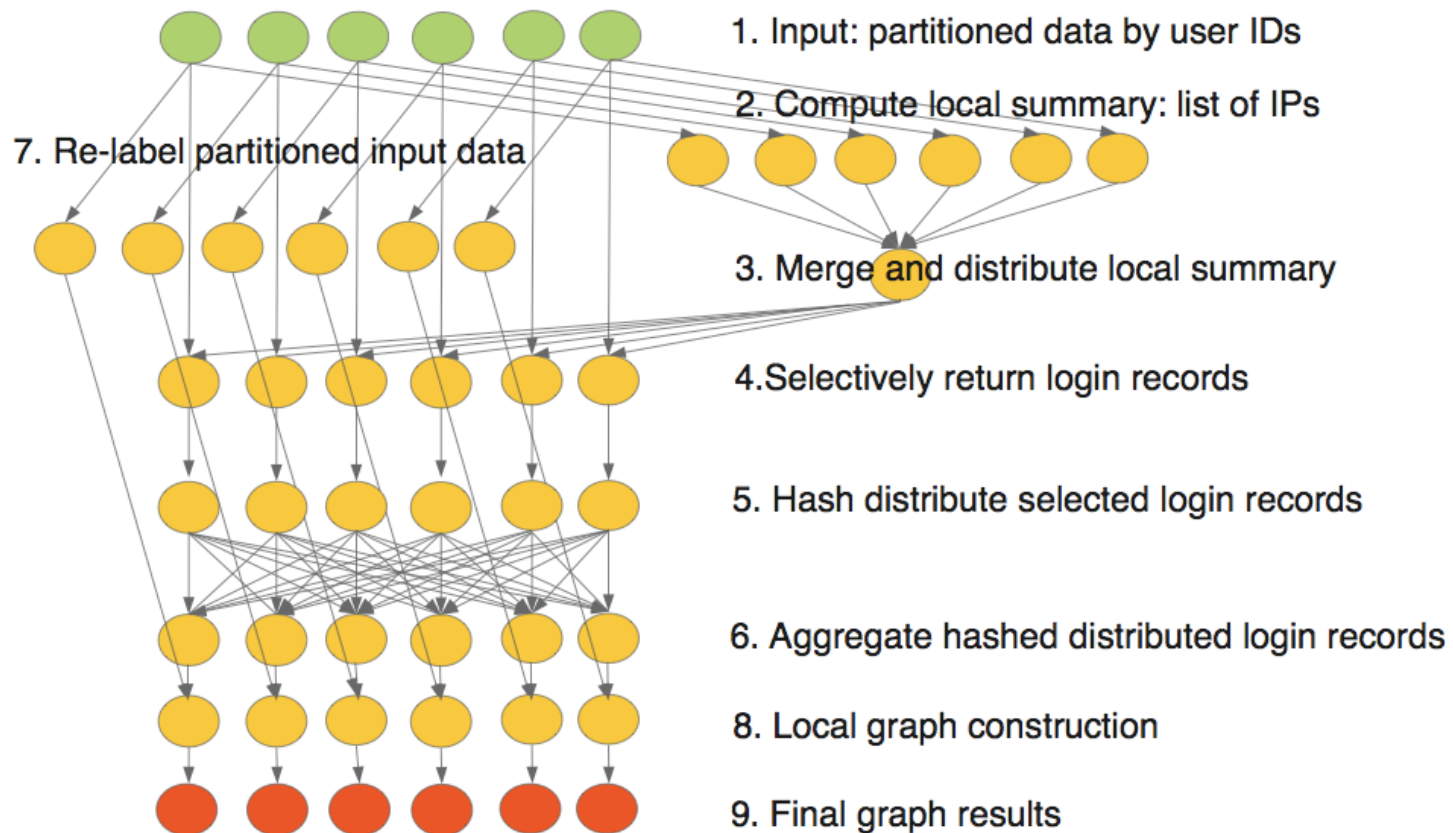 1. Input: partitioned data by user IDs
2. Compute local summary: list of IPs
7. Re-label partitioned input data
3. Merge and distribute local summary
4.Selectively return login records
5. Hash distribute selected login records
6. Aggregate hashed distributed login records
8. Local graph construction
9. Final graph results